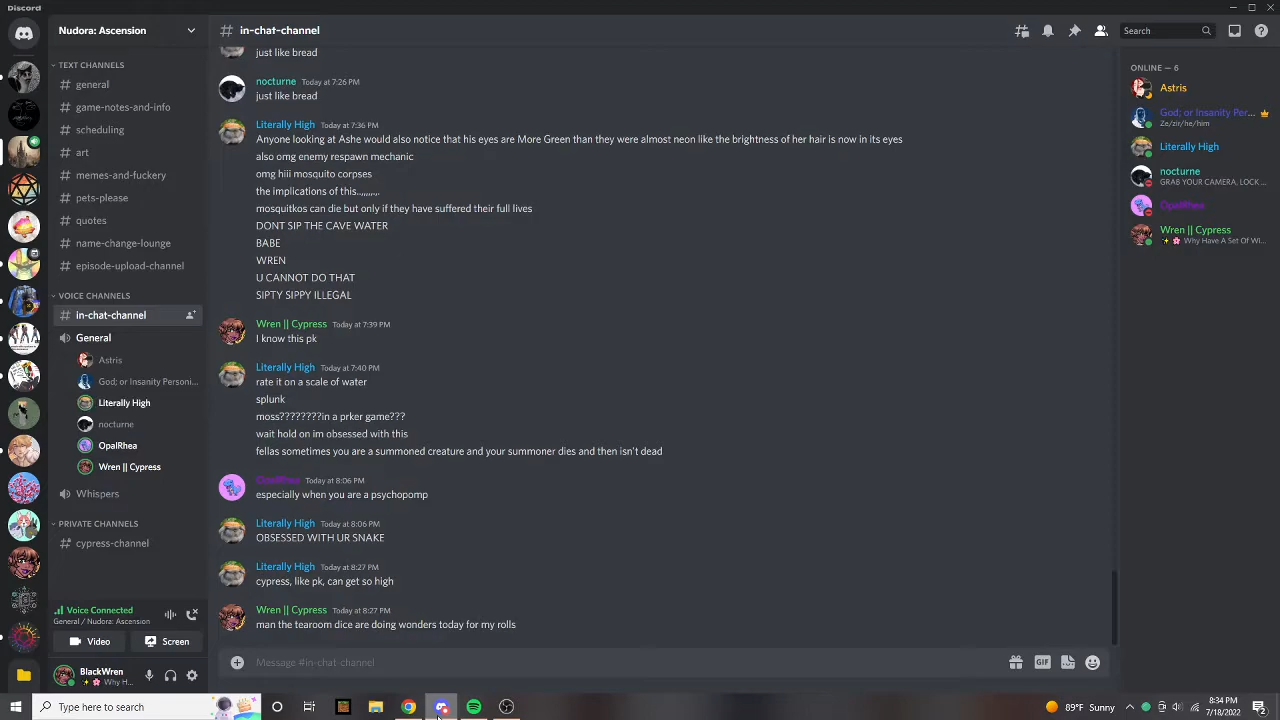 Discord
Nudora: Ascension
in-chat-channel
Search
TEXT CHANNELS
general
game-notes-and-info
scheduling
art
memes-and-fuckery
pets-please
quotes
name-change-lounge
episode-upload-channel
VOICE CHANNELS
in-chat-channel
General
Astris
God; or Insanity Personi...
Literally High
nocturne
OpalRhea
Wren || Cypress
Whispers
PRIVATE CHANNELS
cypress-channel
Voice Connected
General / Nudora: Ascension
Video
Screen
BlackWren
Why H...
just like bread
nocturne Today at 7:26 PM
just like bread
Literally High Today at 7:36 PM
Anyone looking at Ashe would also notice that his eyes are More Green than they were almost neon like the brightness of her hair is now in its eyes
also omg enemy respawn mechanic
omg hiii mosquito corpses
the implications of this
mosquitkos can die but only if they have suffered their full lives
DONT SIP THE CAVE WATER
BABE
WREN
U CANNOT DO THAT
SIPTY SIPPY ILLEGAL
Wren || Cypress Today at 7:39 PM
I know this pk
Literally High Today at 7:40 PM
rate it on a scale of water
splunk
moss????????in a prker game???
wait hold on im obsessed with this
fellas sometimes you are a summoned creature and your summoner dies and then isn't dead
OpalRhea Today at 8:06 PM
especially when you are a psychopomp
Literally High Today at 8:06 PM
OBSESSED WITH UR SNAKE
Literally High Today at 8:27 PM
cypress, like pk, can get so high
Wren || Cypress Today at 8:27 PM
man the tearoom dice are doing wonders today for my rolls
Message #in-chat-channel
GIF
ONLINE — 6
Astris
God; or Insanity Per...
Ze/zir/he/him
Literally High
nocturne
GRAB YOUR CAMERA, LOCK ...
OpalRhea
Wren || Cypress
Why Have A Set Of Wi...
Type here to search
89°F Sunny
8:34 PM
7/18/2022